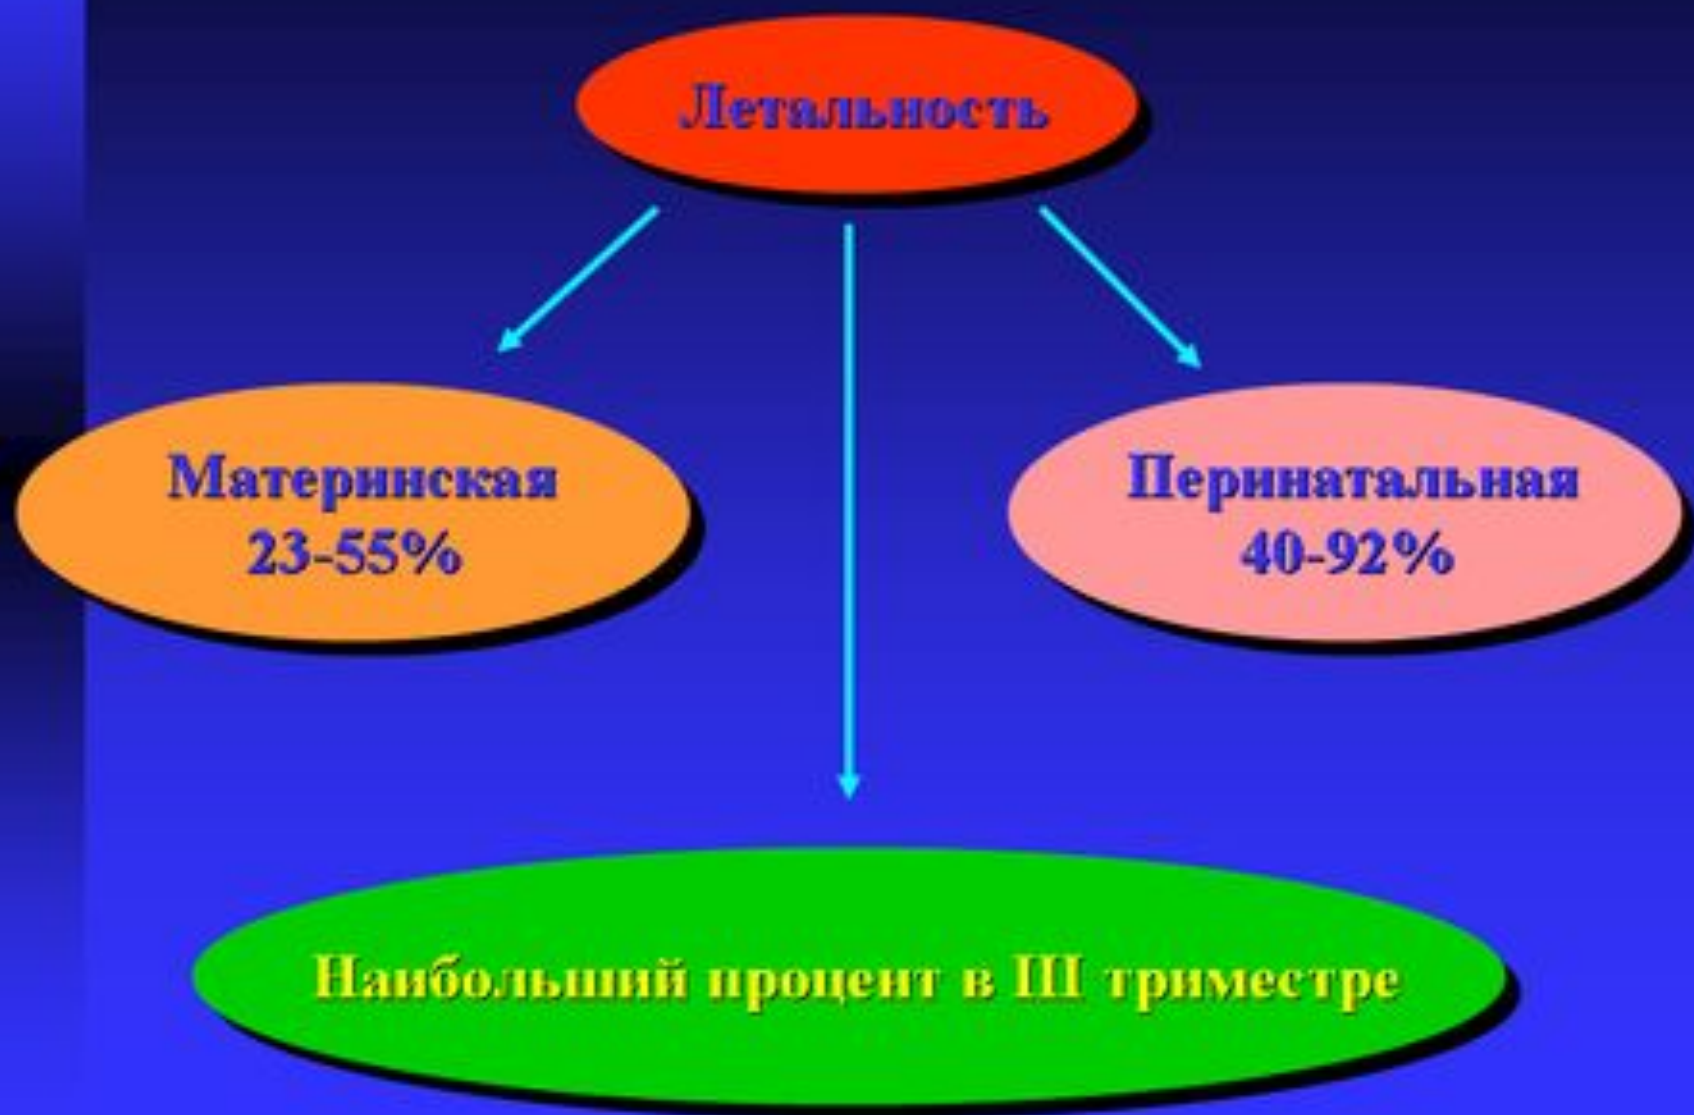 Летальность
Материнская
23-55%
Перинатальная
40-92%
Наибольший процент в III триместре